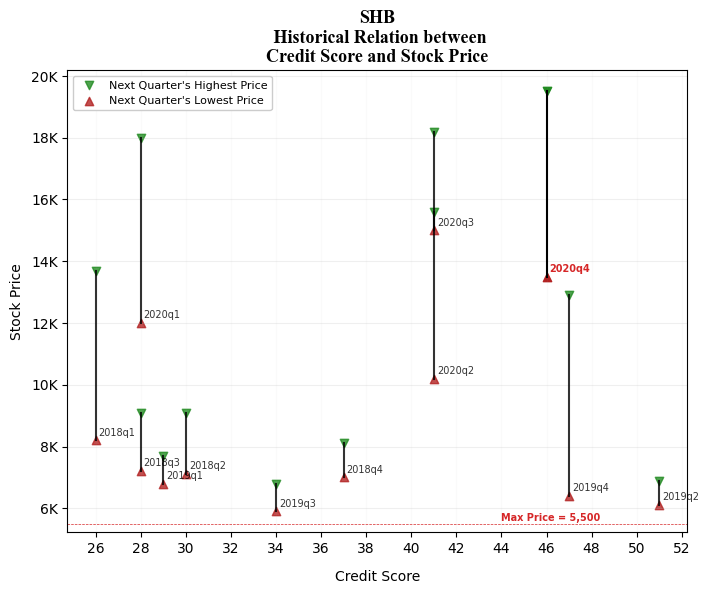 SHB
Historical Relation between
Credit Score and Stock Price
Next Quarter's Highest Price
Next Quarter's Lowest Price
Stock Price
20K
18K
16K
14K
12K
10K
8K
6K
2020q3
2020q4
2020q1
2020q2
2018q1
2018q3
2018q2
2019q1
2018q4
2019q4
2019q3
2019q2
Max Price = 5,500
26 28 30 32 34 36 38 40 42 44 46 48 50 52
Credit Score